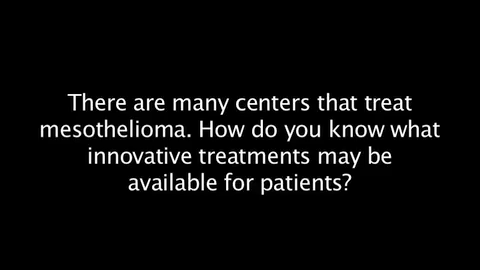 There are many centers that treat
mesothelioma. How do you know what
innovative treatments may be
available for patients?